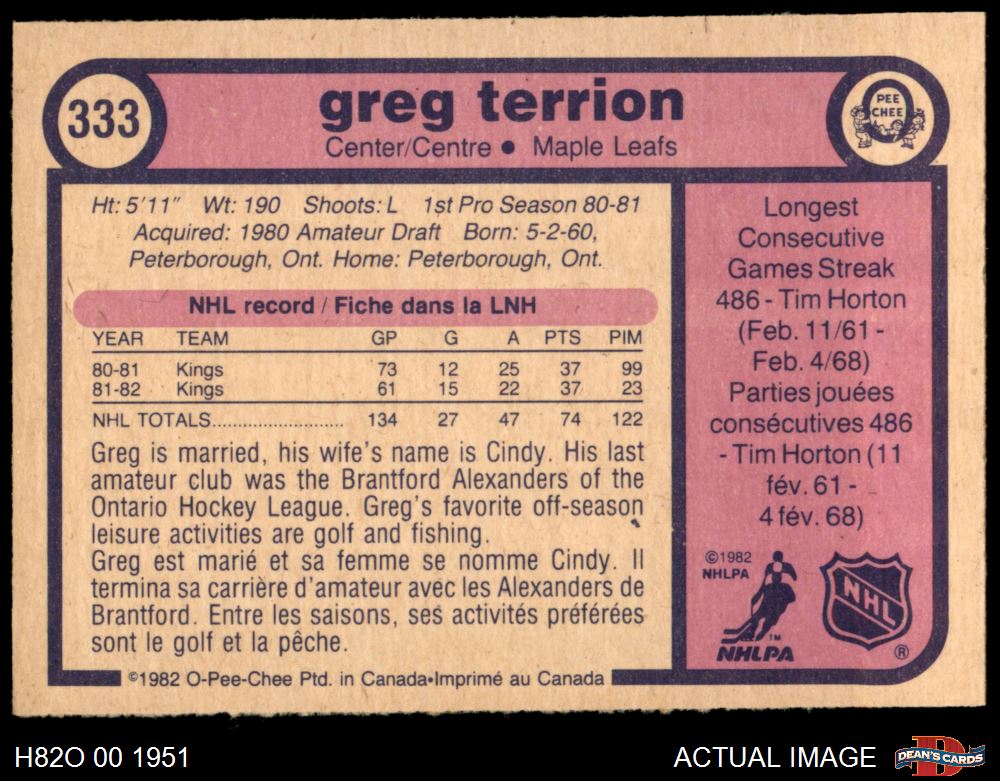 333
greg terrion
Center/Centre • Maple Leafs
PEE
CHEE
Ht: 5'11" Wt: 190 Shoots: L 1st Pro Season 80-81
Acquired: 1980 Amateur Draft Born: 5-2-60,
Peterborough, Ont. Home: Peterborough, Ont.
NHL record / Fiche dans la LNH
YEAR TEAM GP G A PTS PIM
80-81 Kings 73 12 25 37 99
81-82 Kings 61 15 22 37 23
NHL TOTALS........................... 134 27 47 74 122
Greg is married, his wife's name is Cindy. His last
amateur club was the Brantford Alexanders of the
Ontario Hockey League. Greg's favorite off-season
leisure activities are golf and fishing.
Greg est marié et sa femme se nomme Cindy. Il
termina sa carrière d'amateur avec les Alexanders de
Brantford. Entre les saisons, ses activités préférées
sont le golf et la pêche.
©1982 O-Pee-Chee Ptd. in Canada•Imprimé au Canada
Longest
Consecutive
Games Streak
486 - Tim Horton
(Feb. 11/61 -
Feb. 4/68)
Parties jouées
consécutives 486
- Tim Horton (11
fév. 61 -
4 fév. 68)
©1982
NHLPA
TM
NHLPA
NHL
®
H82O 00 1951
ACTUAL IMAGE
D
DEAN'S CARDS